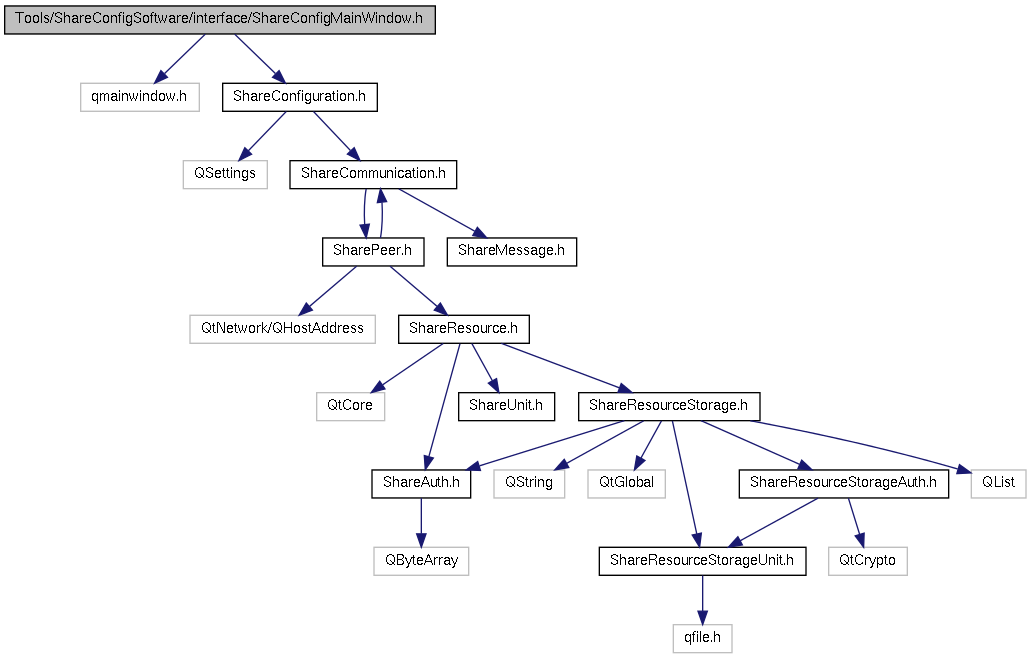 Tools/ShareConfigSoftware/interface/ShareConfigMainWindow.h
qmainwindow.h
ShareConfiguration.h
QSettings
ShareCommunication.h
SharePeer.h
ShareMessage.h
QtNetwork/QHostAddress
ShareResource.h
QtCore
ShareUnit.h
ShareResourceStorage.h
ShareAuth.h
QString
QtGlobal
ShareResourceStorageAuth.h
QList
QByteArray
ShareResourceStorageUnit.h
QtCrypto
qfile.h